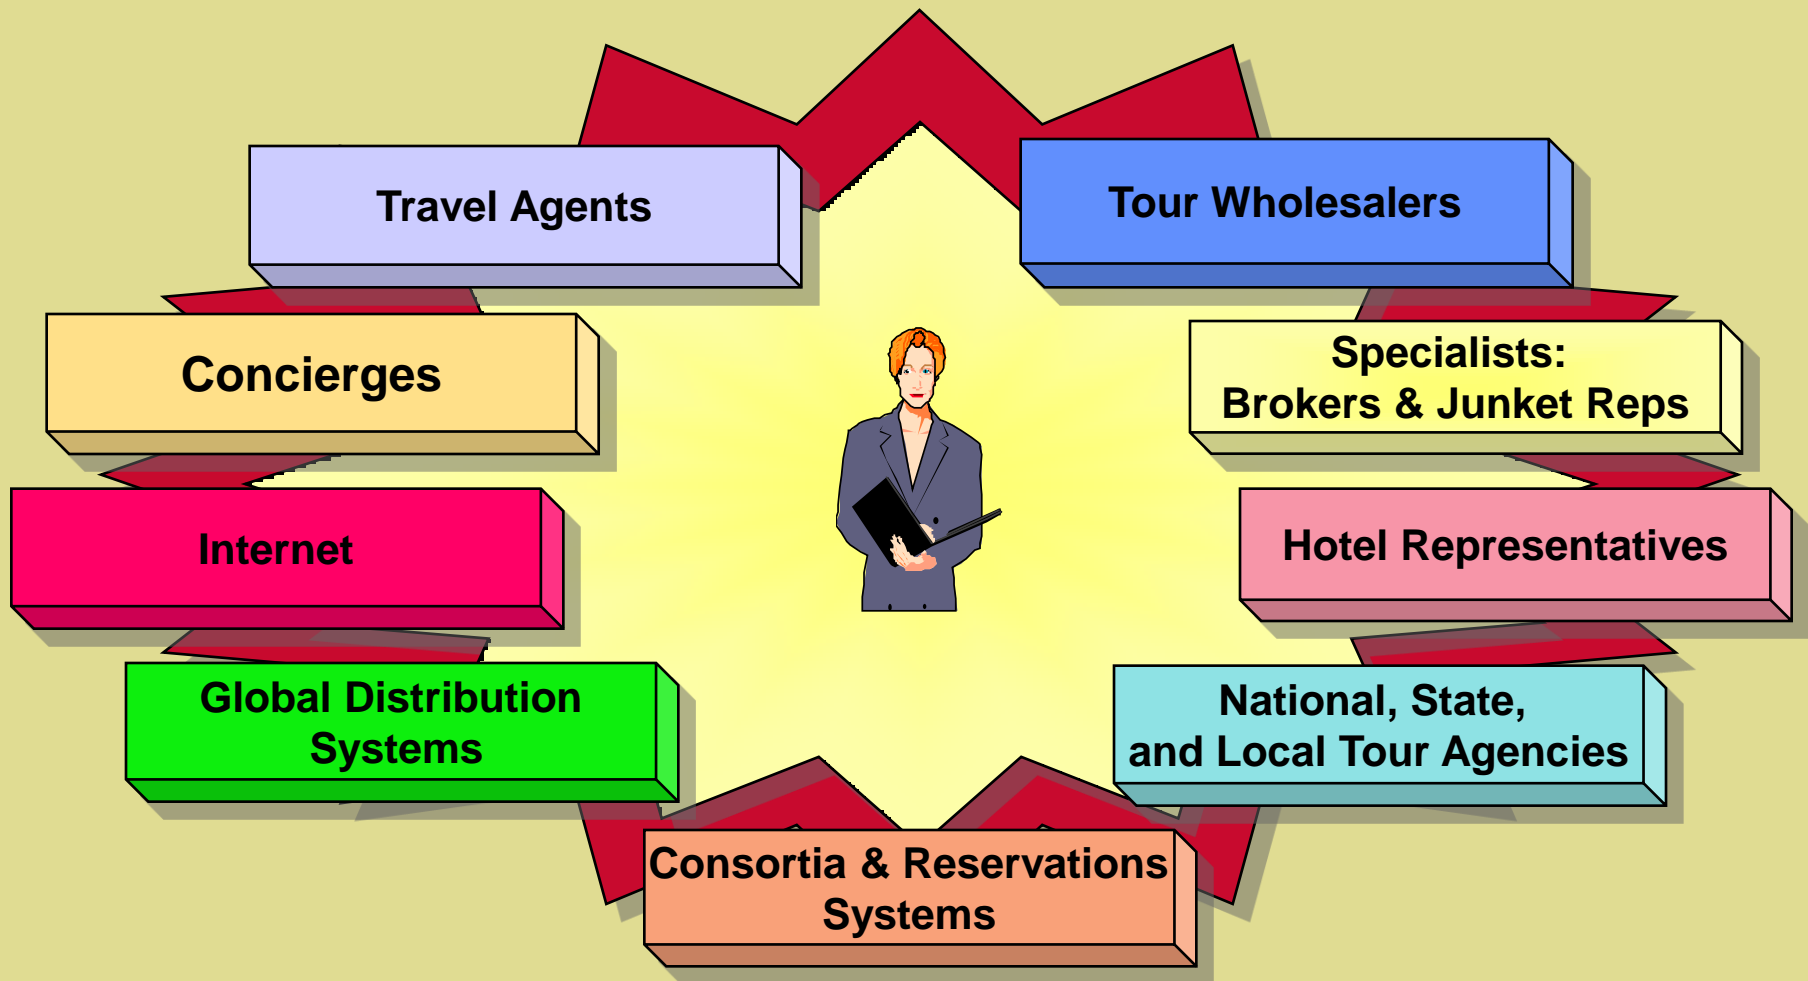 Travel Agents
Tour Wholesalers
Concierges
Specialists:
Brokers & Junket Reps
Internet
Hotel Representatives
Global Distribution
Systems
National, State,
and Local Tour Agencies
Consortia & Reservations
Systems